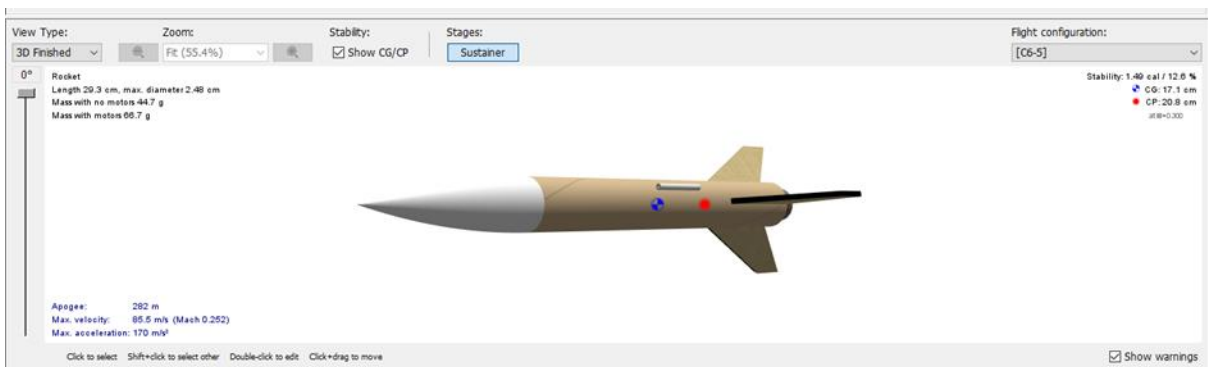 View Type:
Zoom:
Stability:
Stages:
Flight configuration:
3D Finished
Fit (55.4%)
Show CG/CP
Sustainer
[C6-5]
0°
Rocket
Length 29.3 cm, max. diameter 2.48 cm
Mass with no motors 44.7 g
Mass with motors 66.7 g
Stability: 1.49 cal / 12.6 %
CG: 17.1 cm
CP: 20.8 cm
at M=0.300
Apogee: 282 m
Max. velocity: 85.5 m/s (Mach 0.252)
Max. acceleration: 170 m/s²
Click to select Shift+click to select other Double-click to edit Click+drag to move
Show warnings